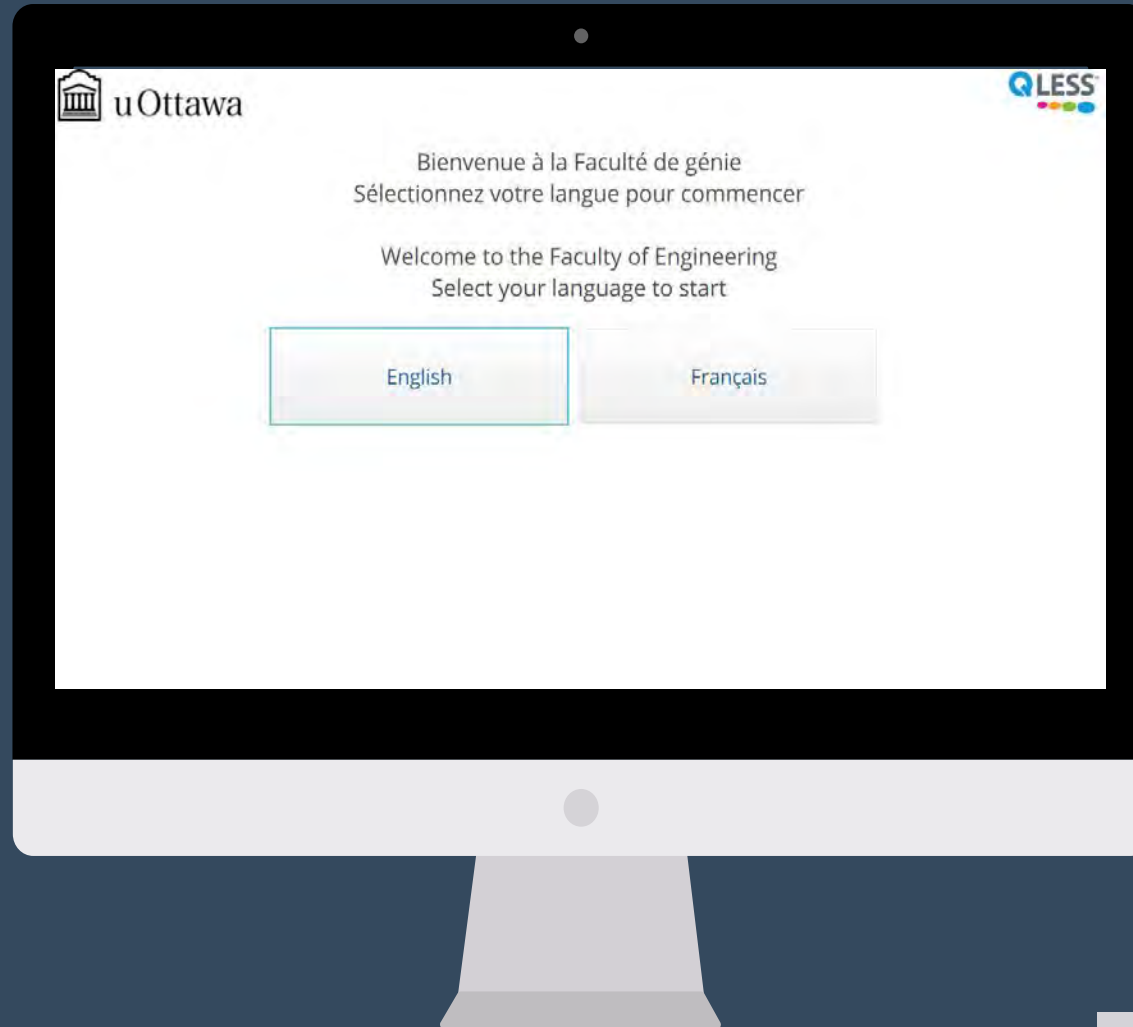 uOttawa
QLESS
Bienvenue à la Faculté de génie
Sélectionnez votre langue pour commencer
Welcome to the Faculty of Engineering
Select your language to start
English
Français